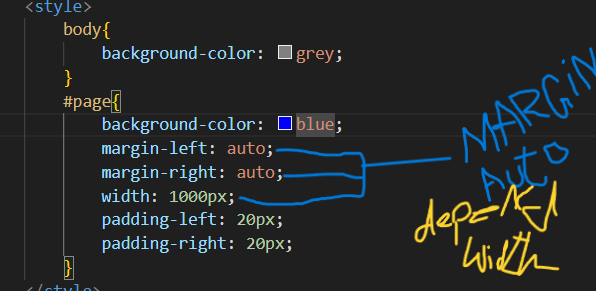 <style>
body{
background-color: grey;
}
#page{
background-color: blue;
margin-left: auto;
margin-right: auto;
width: 1000px;
padding-left: 20px;
padding-right: 20px;
}
</style>
MARGiN
AUTO
Width